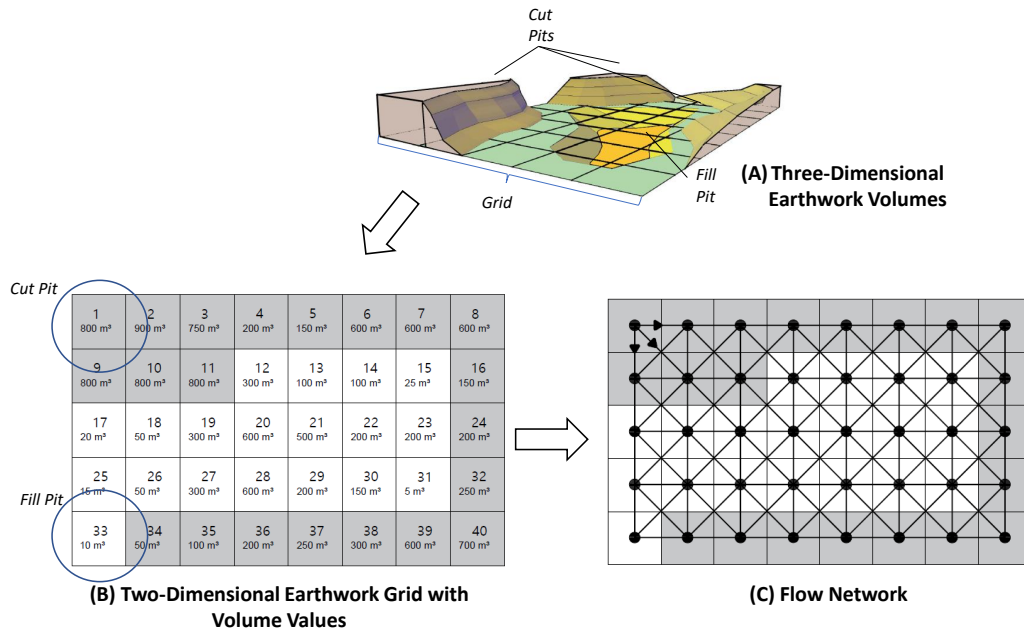 Cut
Pits
Fill
Pit
Grid
(A) Three-Dimensional
Earthwork Volumes
Cut Pit
1 2 3 4 5 6 7 8
800 m³ 900 m³ 750 m³ 200 m³ 150 m³ 600 m³ 600 m³ 600 m³
9 10 11 12 13 14 15 16
800 m³ 800 m³ 800 m³ 300 m³ 100 m³ 100 m³ 25 m³ 150 m³
17 18 19 20 21 22 23 24
20 m³ 50 m³ 300 m³ 600 m³ 500 m³ 200 m³ 200 m³ 200 m³
25 26 27 28 29 30 31 32
15 m³ 50 m³ 300 m³ 600 m³ 200 m³ 150 m³ 5 m³ 250 m³
Fill Pit
33 34 35 36 37 38 39 40
10 m³ 50 m³ 100 m³ 200 m³ 250 m³ 300 m³ 600 m³ 700 m³
(B) Two-Dimensional Earthwork Grid with
Volume Values
(C) Flow Network